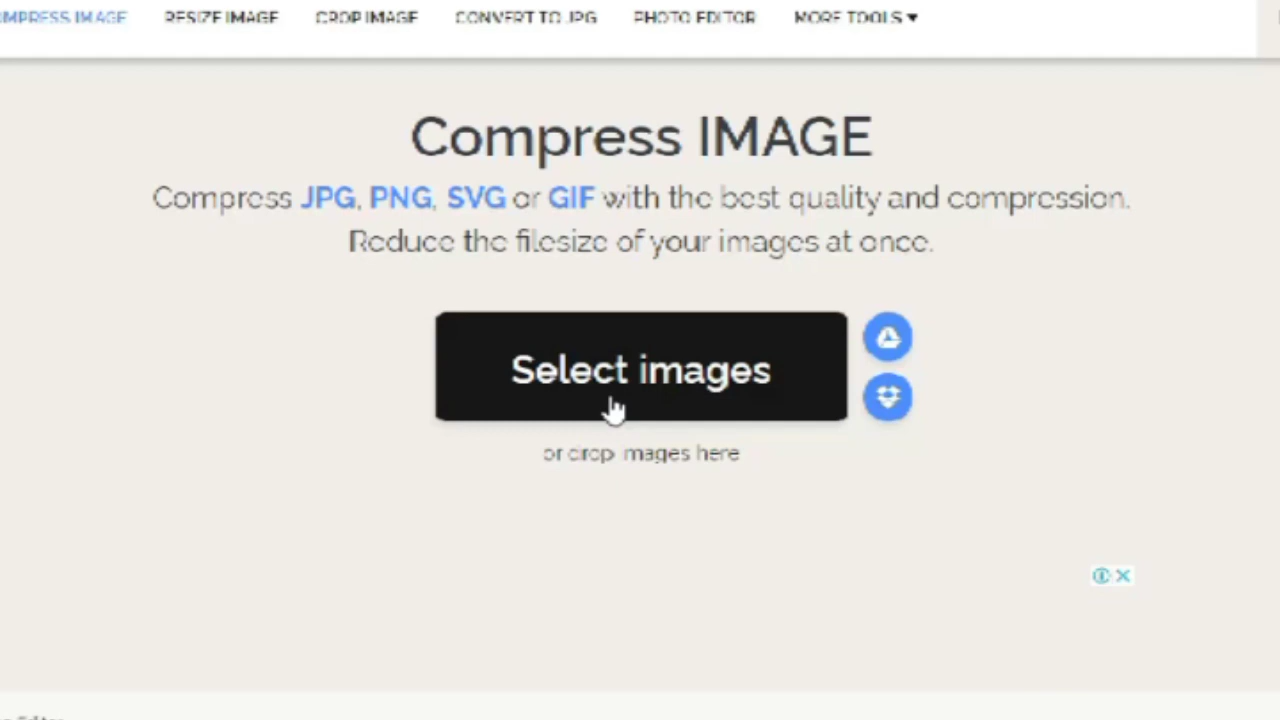 COMPRESS IMAGE RESIZE IMAGE CROP IMAGE CONVERT TO JPG PHOTO EDITOR MORE TOOLS
Compress IMAGE
Compress JPG, PNG, SVG or GIF with the best quality and compression.
Reduce the filesize of your images at once.
Select images
or drop images here
Editor